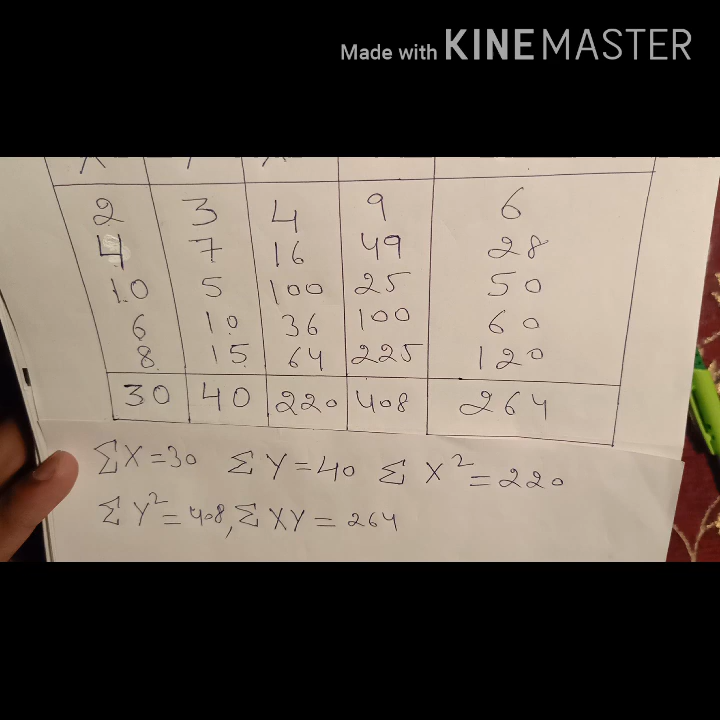 Made with KINEMASTER
2 3 4 9 6
4 7 16 49 28
10 5 100 25 50
6 10 36 100 60
8 15 64 225 120
30 40 220 408 264
ΣX=30 ΣY=40 ΣX²=220
ΣY²=408, ΣXY=264